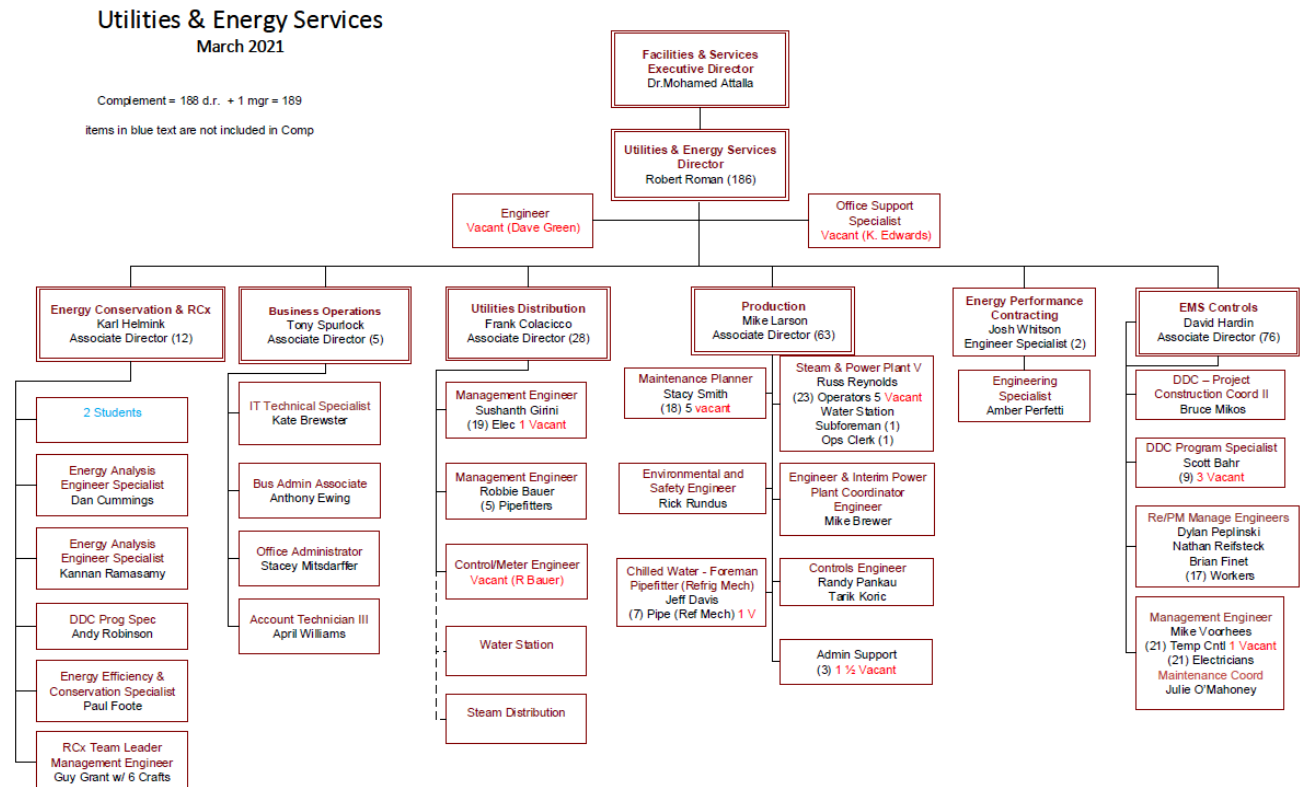 Utilities & Energy Services
March 2021
Complement = 188 d.r. + 1 mgr = 189
items in blue text are not included in Comp
Facilities & Services
Executive Director
Dr.Mohamed Attalla
Utilities & Energy Services
Director
Robert Roman (186)
Engineer
Vacant (Dave Green)
Office Support
Specialist
Vacant (K. Edwards)
Energy Conservation & RCx
Karl Helmink
Associate Director (12)
2 Students
Energy Analysis
Engineer Specialist
Dan Cummings
Energy Analysis
Engineer Specialist
Kannan Ramasamy
DDC Prog Spec
Andy Robinson
Energy Efficiency &
Conservation Specialist
Paul Foote
RCx Team Leader
Management Engineer
Guy Grant w/ 6 Crafts
Business Operations
Tony Spurlock
Associate Director (5)
IT Technical Specialist
Kate Brewster
Bus Admin Associate
Anthony Ewing
Office Administrator
Stacey Mitsdarffer
Account Technician III
April Williams
Utilities Distribution
Frank Colacicco
Associate Director (28)
Management Engineer
Sushanth Girini
(19) Elec 1 Vacant
Management Engineer
Robbie Bauer
(5) Pipefitters
Control/Meter Engineer
Vacant (R Bauer)
Water Station
Steam Distribution
Production
Mike Larson
Associate Director (63)
Maintenance Planner
Stacy Smith
(18) 5 vacant
Environmental and
Safety Engineer
Rick Rundus
Chilled Water - Foreman
Pipefitter (Refrig Mech)
Jeff Davis
(7) Pipe (Ref Mech) 1 V
Steam & Power Plant V
Russ Reynolds
(23) Operators 5 Vacant
Water Station
Subforeman (1)
Ops Clerk (1)
Engineer & Interim Power
Plant Coordinator
Engineer
Mike Brewer
Controls Engineer
Randy Pankau
Tarik Koric
Admin Support
(3) 1 ½ Vacant
Energy Performance
Contracting
Josh Whitson
Engineer Specialist (2)
Engineering
Specialist
Amber Perfetti
EMS Controls
David Hardin
Associate Director (76)
DDC – Project
Construction Coord II
Bruce Mikos
DDC Program Specialist
Scott Bahr
(9) 3 Vacant
Re/PM Manage Engineers
Dylan Peplinski
Nathan Reifsteck
Brian Finet
(17) Workers
Management Engineer
Mike Voorhees
(21) Temp Cntl 1 Vacant
(21) Electricians
Maintenance Coord
Julie O'Mahoney